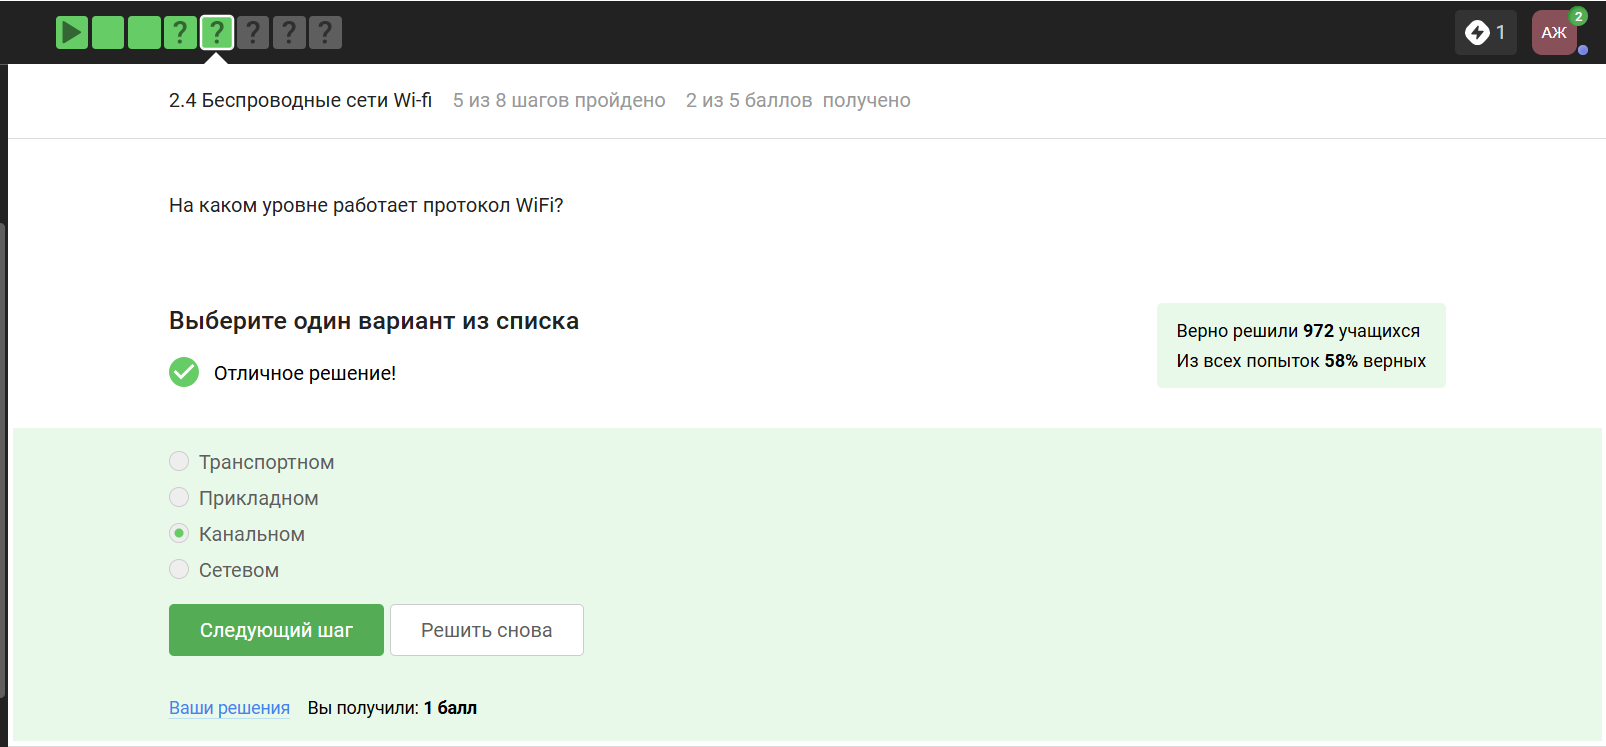 ? ? ? ? ? 1 АЖ 2
2.4 Беспроводные сети Wi-fi 5 из 8 шагов пройдено 2 из 5 баллов получено
На каком уровне работает протокол WiFi?
Выберите один вариант из списка
Верно решили 972 учащихся
Из всех попыток 58% верных
Отличное решение!
Транспортном
Прикладном
Канальном
Сетевом
Следующий шаг Решить снова
Ваши решения Вы получили: 1 балл